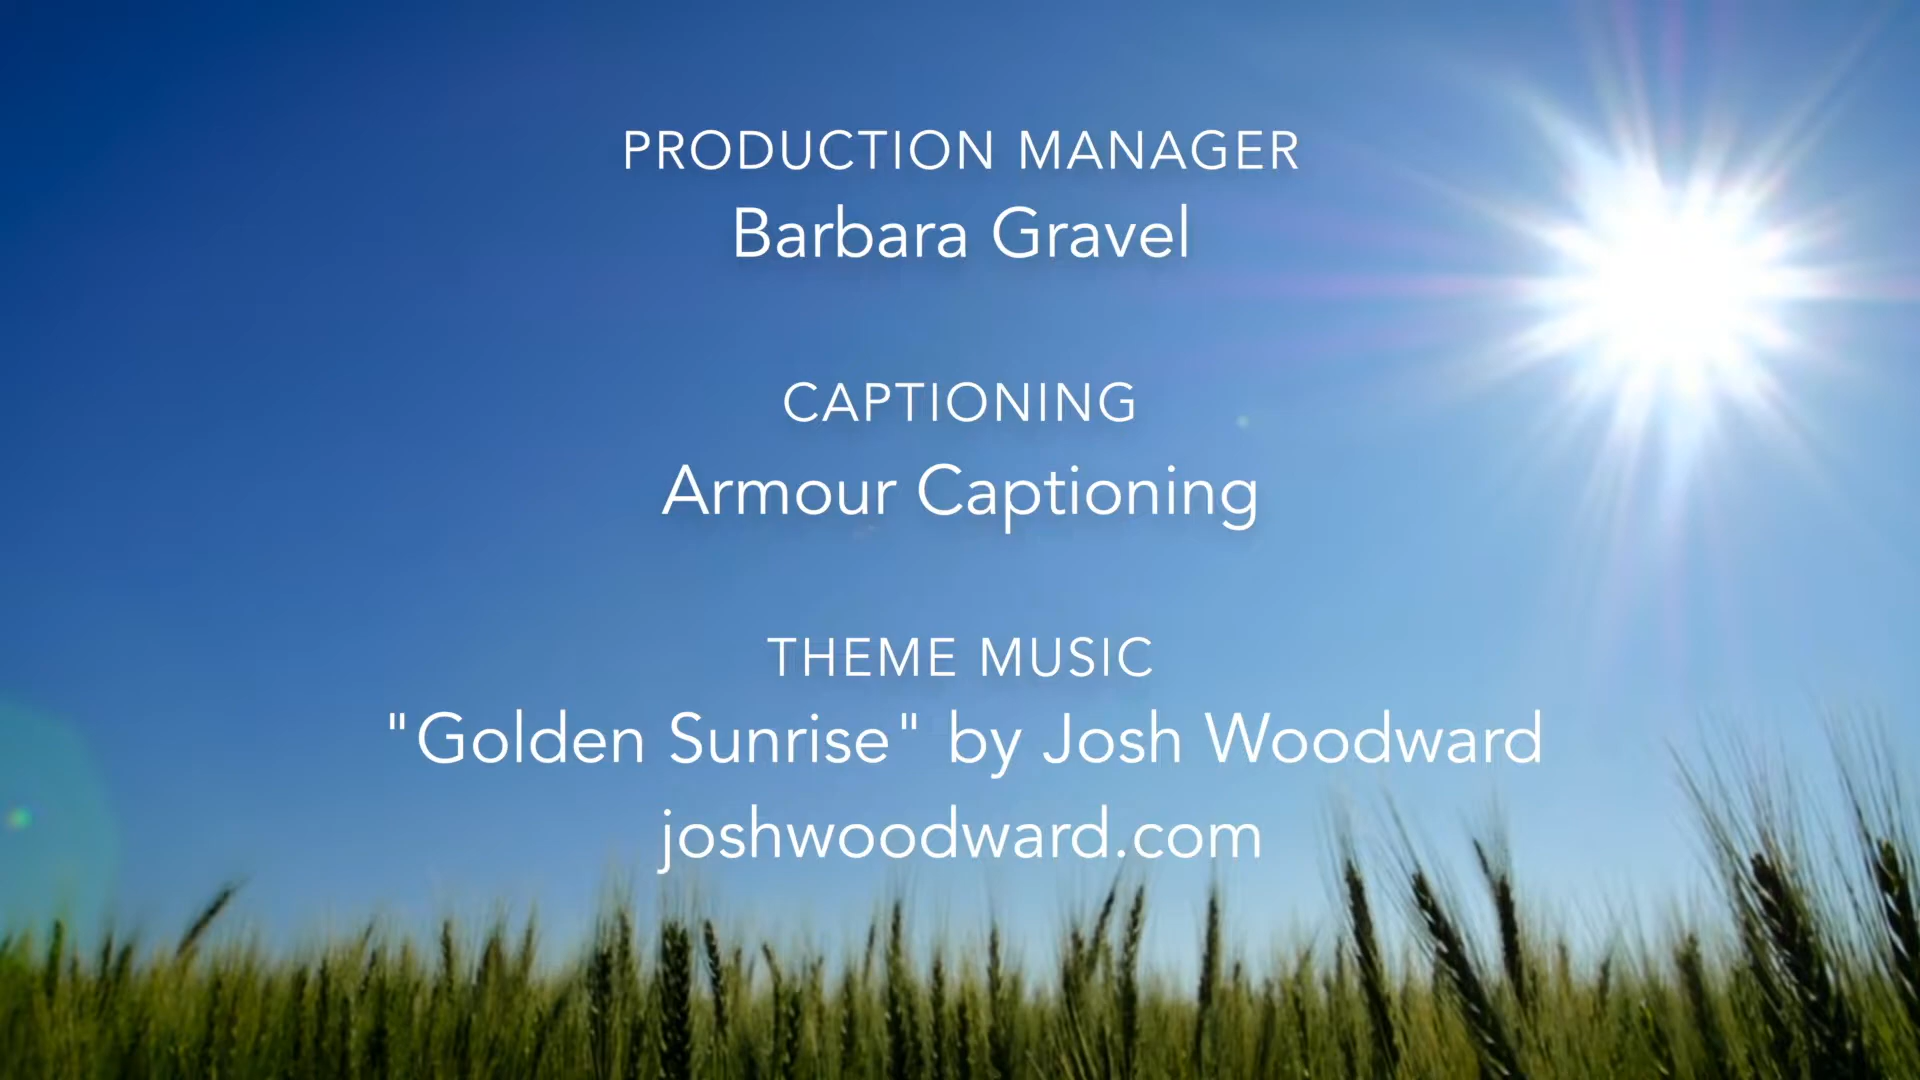 PRODUCTION MANAGER
Barbara Gravel
CAPTIONING
Armour Captioning
THEME MUSIC
"Golden Sunrise" by Josh Woodward
joshwoodward.com